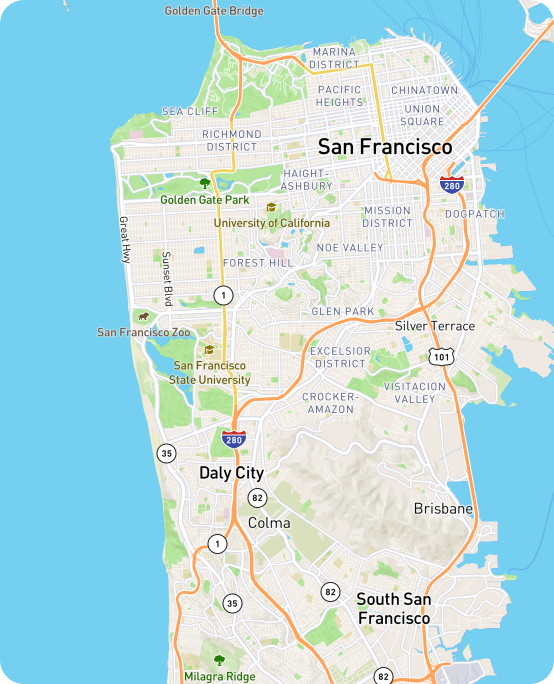 Golden Gate Bridge
MARINA
DISTRICT
PACIFIC
HEIGHTS
CHINATOWN
UNION
SQUARE
SEA CLIFF
RICHMOND
DISTRICT
San Francisco
HAIGHT-
ASHBURY
280
Golden Gate Park
University of California
MISSION
DISTRICT
DOGPATCH
Great Hwy
Sunset Blvd
NOE VALLEY
FOREST HILL
1
GLEN PARK
San Francisco Zoo
Silver Terrace
San Francisco
State University
EXCELSIOR
DISTRICT
101
VISITACION
VALLEY
CROCKER-
AMAZON
280
35
Daly City
82
Colma
Brisbane
1
82
35
South San
Francisco
Milagra Ridge
82